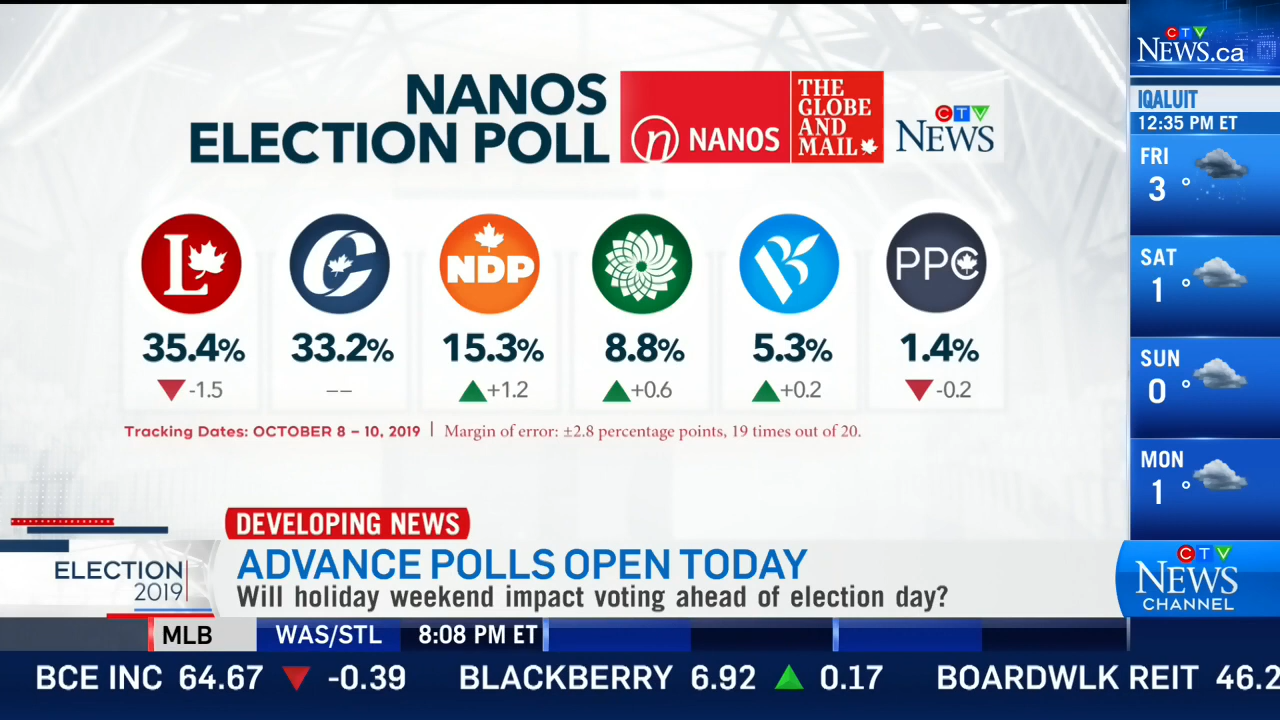 NANOS
ELECTION POLL
n NANOS
THE
GLOBE
AND
MAIL
CTV
NEWS
L
C
NDP
PPC
35.4% 33.2% 15.3% 8.8% 5.3% 1.4%
-1.5 -- +1.2 +0.6 +0.2 -0.2
Tracking Dates: OCTOBER 8 – 10, 2019 | Margin of error: ±2.8 percentage points, 19 times out of 20.
DEVELOPING NEWS
ELECTION
2019
ADVANCE POLLS OPEN TODAY
Will holiday weekend impact voting ahead of election day?
MLB WAS/STL 8:08 PM ET
BCE INC 64.67 -0.39 BLACKBERRY 6.92 0.17 BOARDWLK REIT 46.2
CTV
NEWS.ca
IQALUIT
12:35 PM ET
FRI
3 °
SAT
1 °
SUN
0 °
MON
1 °
CTV
NEWS
CHANNEL